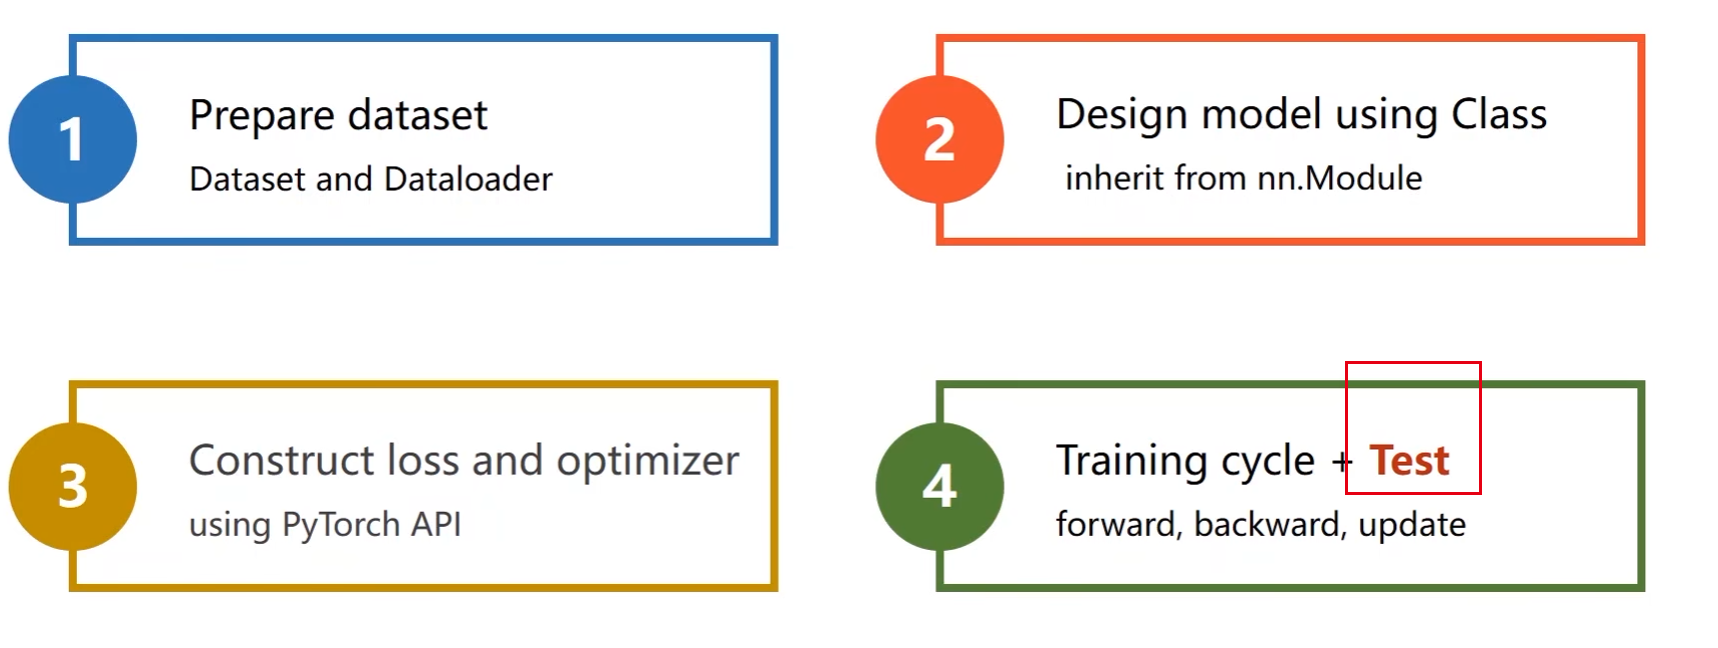 1
Prepare dataset
Dataset and Dataloader
2
Design model using Class
inherit from nn.Module
3
Construct loss and optimizer
using PyTorch API
4
Training cycle + Test
forward, backward, update